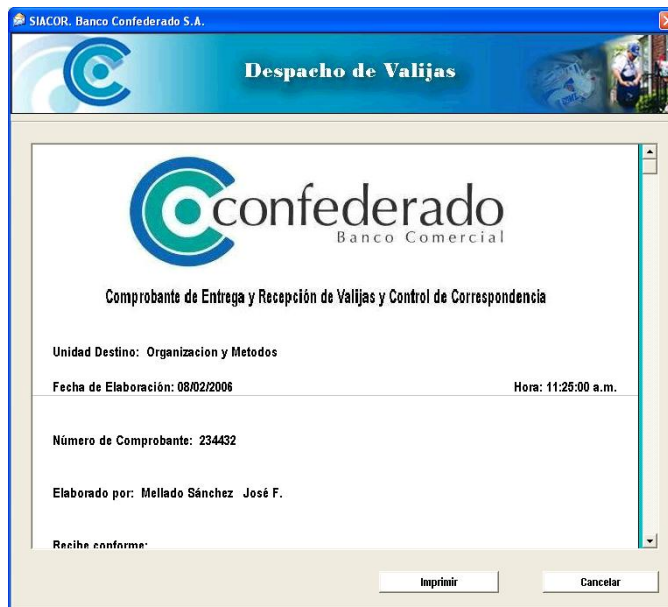 SIACOR. Banco Confederado S.A.
Despacho de Valijas
confederado
Banco Comercial
Comprobante de Entrega y Recepción de Valijas y Control de Correspondencia
Unidad Destino: Organizacion y Metodos
Fecha de Elaboración: 08/02/2006 Hora: 11:25:00 a.m.
Número de Comprobante: 234432
Elaborado por: Mellado Sánchez José F.
Recibe conforme:
Imprimir Cancelar